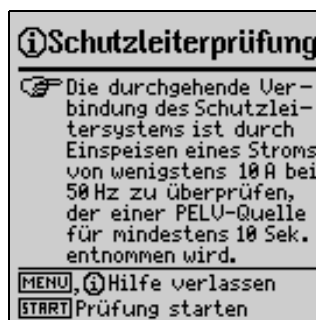 ⓘSchutzleiterprüfung
Die durchgehende Ver-
bindung des Schutzlei-
tersystems ist durch
Einspeisen eines Stroms
von wenigstens 10 A bei
50 Hz zu überprüfen,
der einer PELV-Quelle
für mindestens 10 Sek.
entnommen wird.
MENU, ⓘ Hilfe verlassen
START Prüfung starten